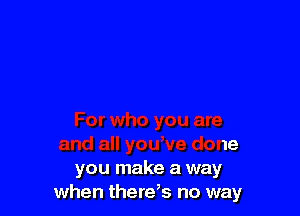 For who you are
and all you've done
you make a way
when there's no way